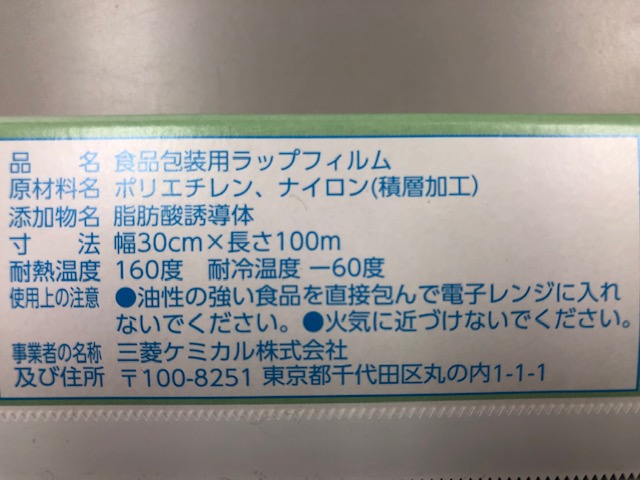 品名 食品包装用ラップフィルム
原材料名 ポリエチレン、ナイロン(積層加工)
添加物名 脂肪酸誘導体
寸法 幅30cm×長さ100m
耐熱温度 160度 耐冷温度 ー60度
使用上の注意 ●油性の強い食品を直接包んで電子レンジに入れ
ないでください。●火気に近づけないでください。
事業者の名称 三菱ケミカル株式会社
及び住所 〒100-8251 東京都千代田区丸の内1-1-1